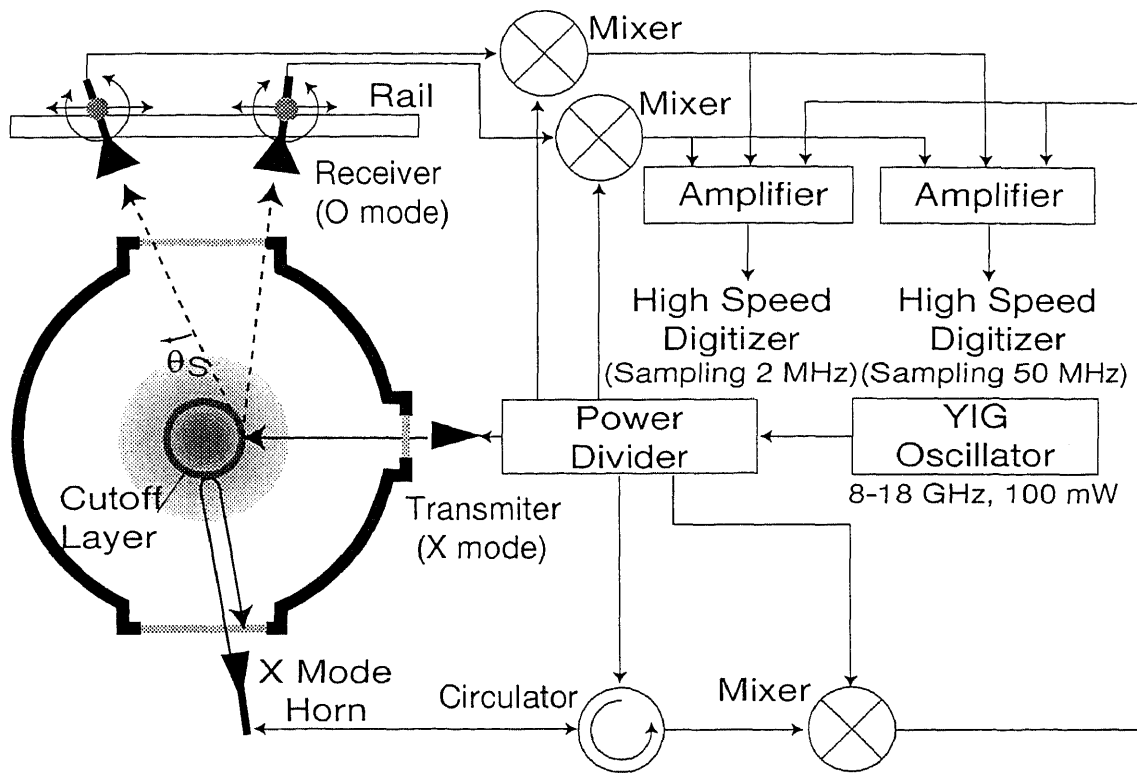 Mixer
Mixer
Rail
Receiver
(O mode)
Amplifier
Amplifier
High Speed
Digitizer
(Sampling 2 MHz)
High Speed
Digitizer
(Sampling 50 MHz)
θS
Power
Divider
YIG
Oscillator
8-18 GHz, 100 mW
Cutoff
Layer
Transmiter
(X mode)
X Mode
Horn
Circulator
Mixer